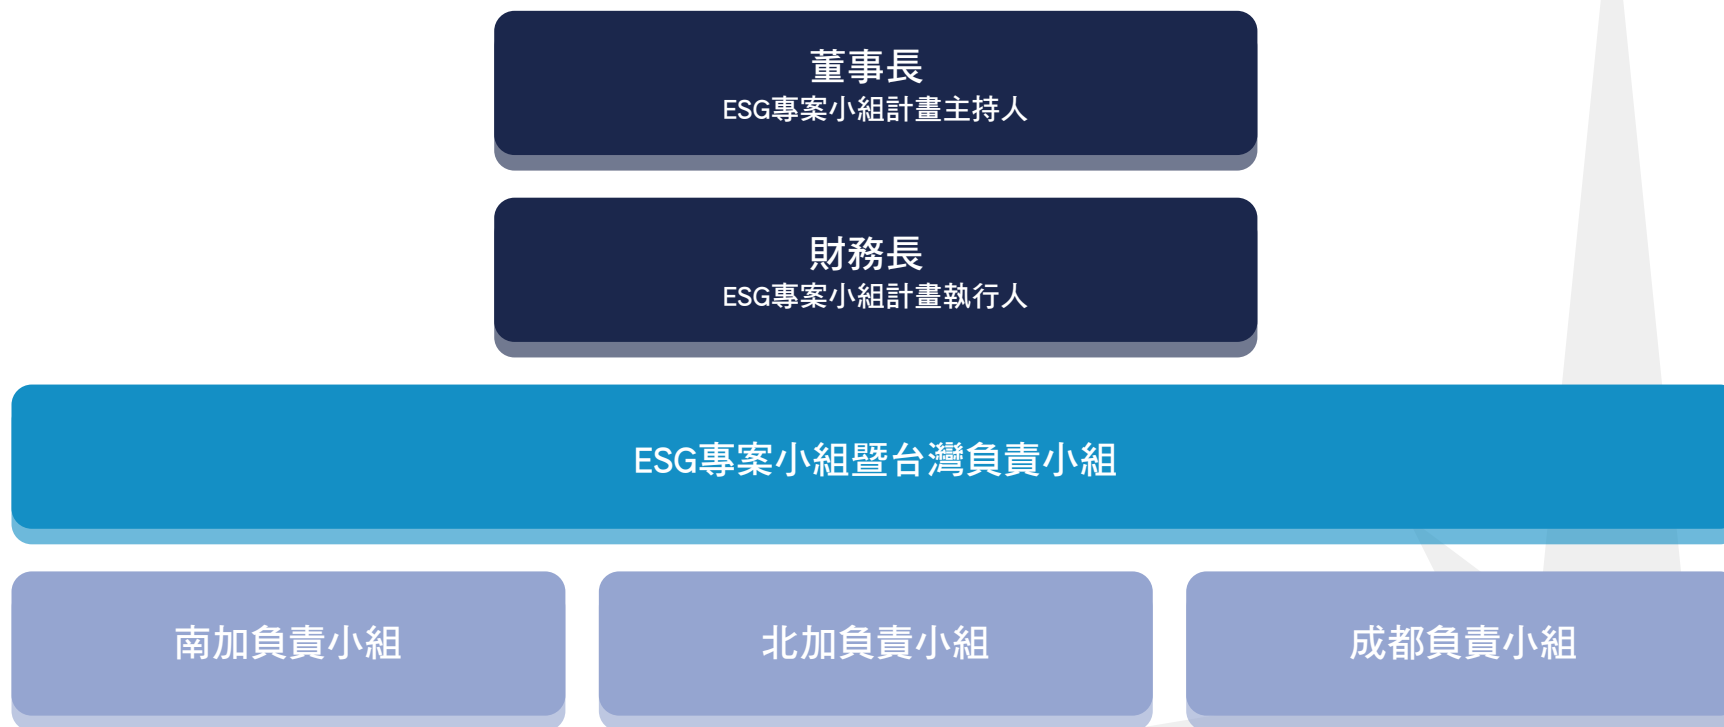 董事長
ESG專案小組計畫主持人
財務長
ESG專案小組計畫執行人
ESG專案小組暨台灣負責小組
南加負責小組
北加負責小組
成都負責小組